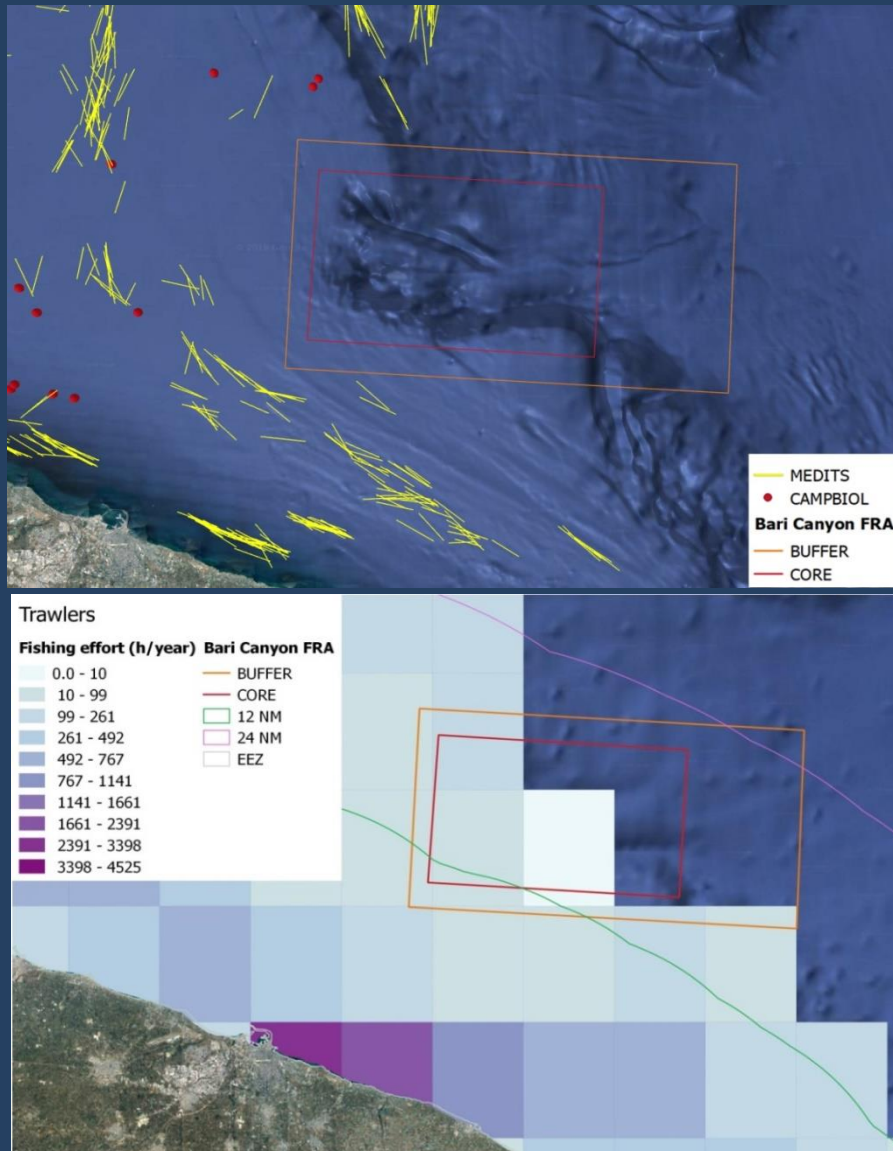 MEDITS
CAMPBIOL
Bari Canyon FRA
BUFFER
CORE
Trawlers
Fishing effort (h/year) Bari Canyon FRA
0.0 - 10 BUFFER
10 - 99 CORE
99 - 261 12 NM
261 - 492 24 NM
492 - 767 EEZ
767 - 1141
1141 - 1661
1661 - 2391
2391 - 3398
3398 - 4525